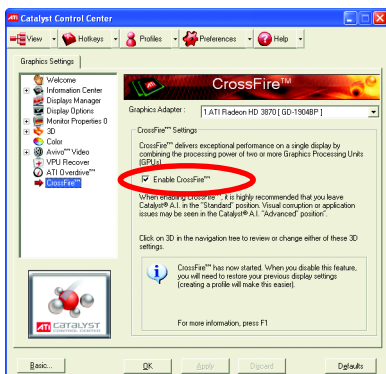 ATI Catalyst Control Center
View Hotkeys Profiles Preferences Help
Graphics Settings
Welcome
Information Center
Displays Manager
Display Options
Monitor Properties 0
3D
Color
Avivo™ Video
VPU Recover
ATI Overdrive™
CrossFire™
CrossFire™
Graphics Adapter :
1.ATI Radeon HD 3870 [ GD-1904BP ]
CrossFire™ Settings
CrossFire™ delivers exceptional performance on a single display by
combining the processing power of two or more Graphics Processing Units
(GPUs)
Enable CrossFire™
When enabling CrossFire™, it is highly recommended that you leave
Catalyst® A.I. in the "Standard" position. Visual corruption or application
issues may be seen in the Catalyst® A.I. "Advanced" position".
Click on 3D in the navigation tree to review or change either of these 3D
settings.
CrossFire™ has now started. When you disable this feature,
you will need to restore your previous display settings
(creating a profile will make this easier).
For more information, press F1
ATI CATALYST
CONTROL CENTER
Basic...
OK
Apply
Discard
Defaults